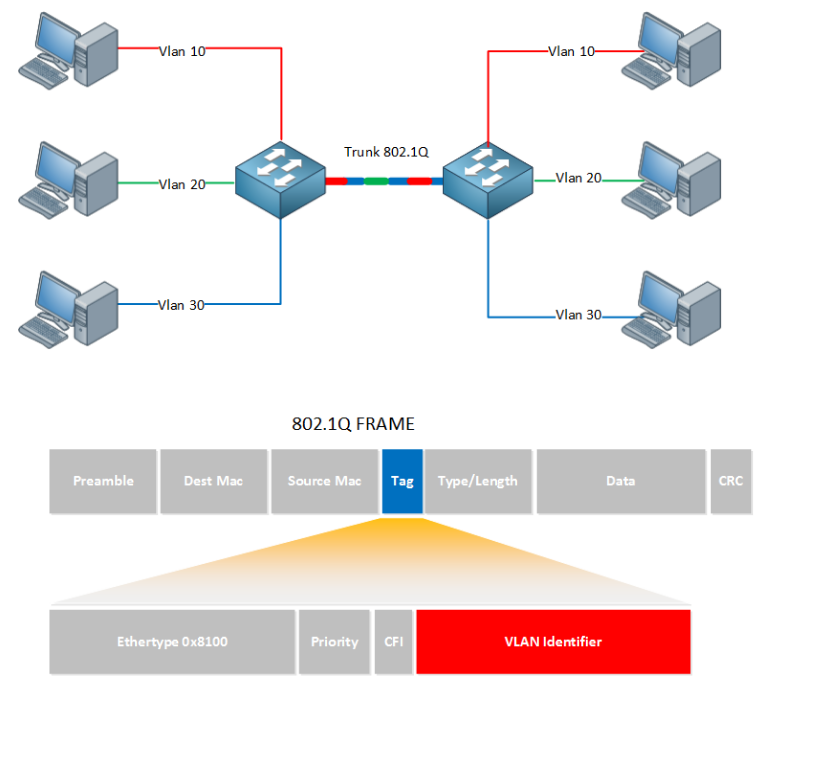 Vlan 10
Vlan 10
Trunk 802.1Q
Vlan 20
Vlan 20
Vlan 30
Vlan 30
802.1Q FRAME
Preamble Dest Mac Source Mac Tag Type/Length Data CRC
Ethertype 0x8100 Priority CFI VLAN Identifier